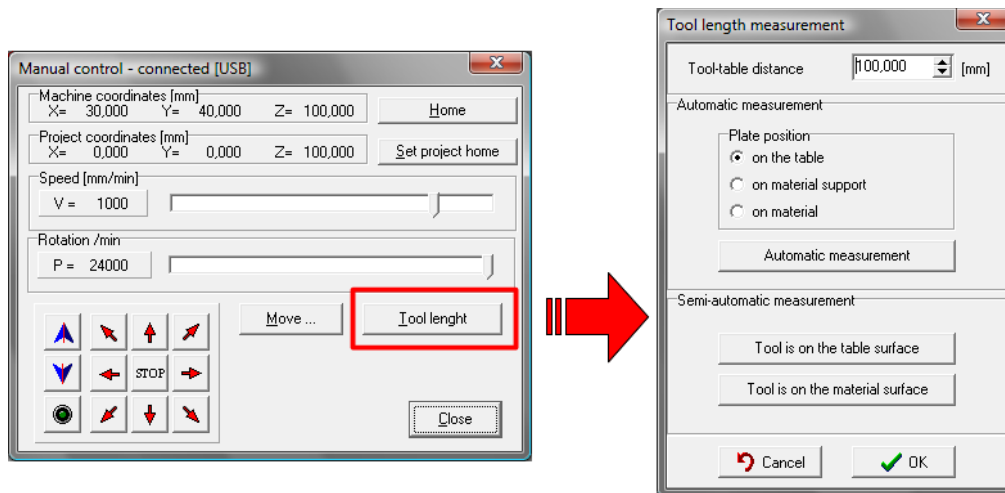 Manual control - connected [USB]
Machine coordinates [mm]
X= 30,000 Y= 40,000 Z= 100,000
Home
Project coordinates [mm]
X= 0,000 Y= 0,000 Z= 100,000
Set project home
Speed [mm/min]
V = 1000
Rotation /min
P = 24000
Move ...
Tool lenght
STOP
Close
Tool length measurement
Tool-table distance 100,000 [mm]
Automatic measurement
Plate position
on the table
on material support
on material
Automatic measurement
Semi-automatic measurement
Tool is on the table surface
Tool is on the material surface
Cancel OK